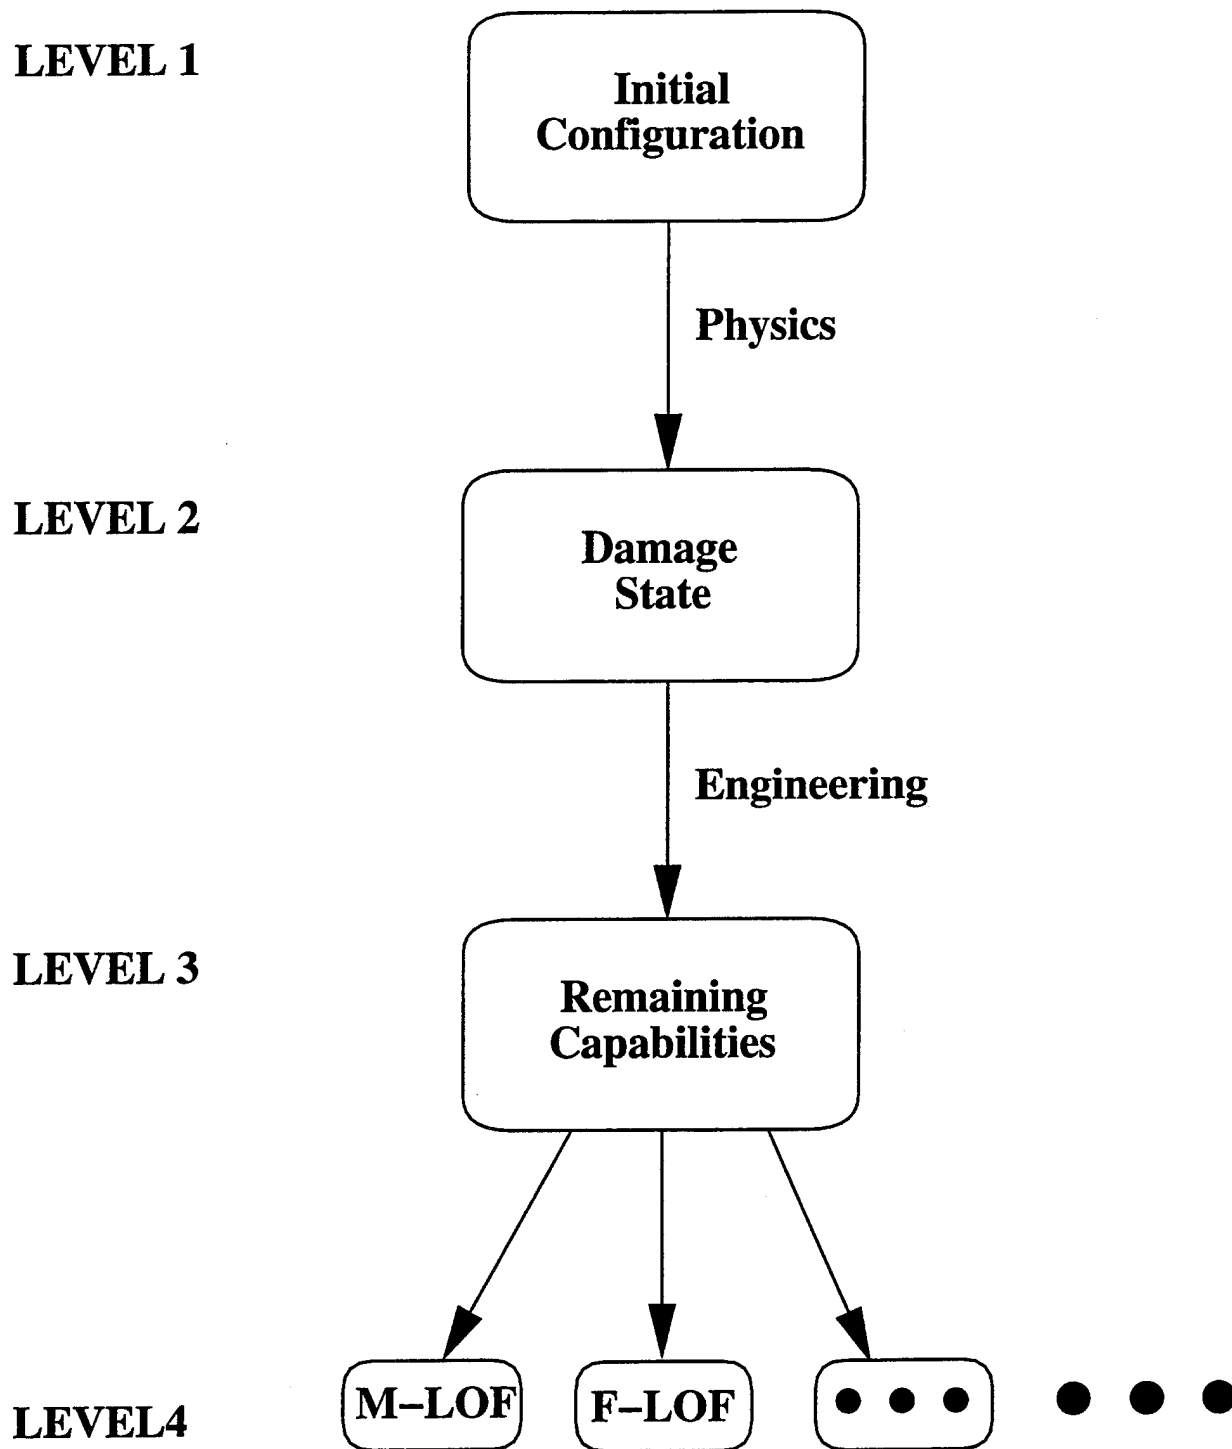 LEVEL 1
Initial
Configuration
Physics
LEVEL 2
Damage
State
Engineering
LEVEL 3
Remaining
Capabilities
LEVEL4
M–LOF
F–LOF
● ● ●
● ● ●